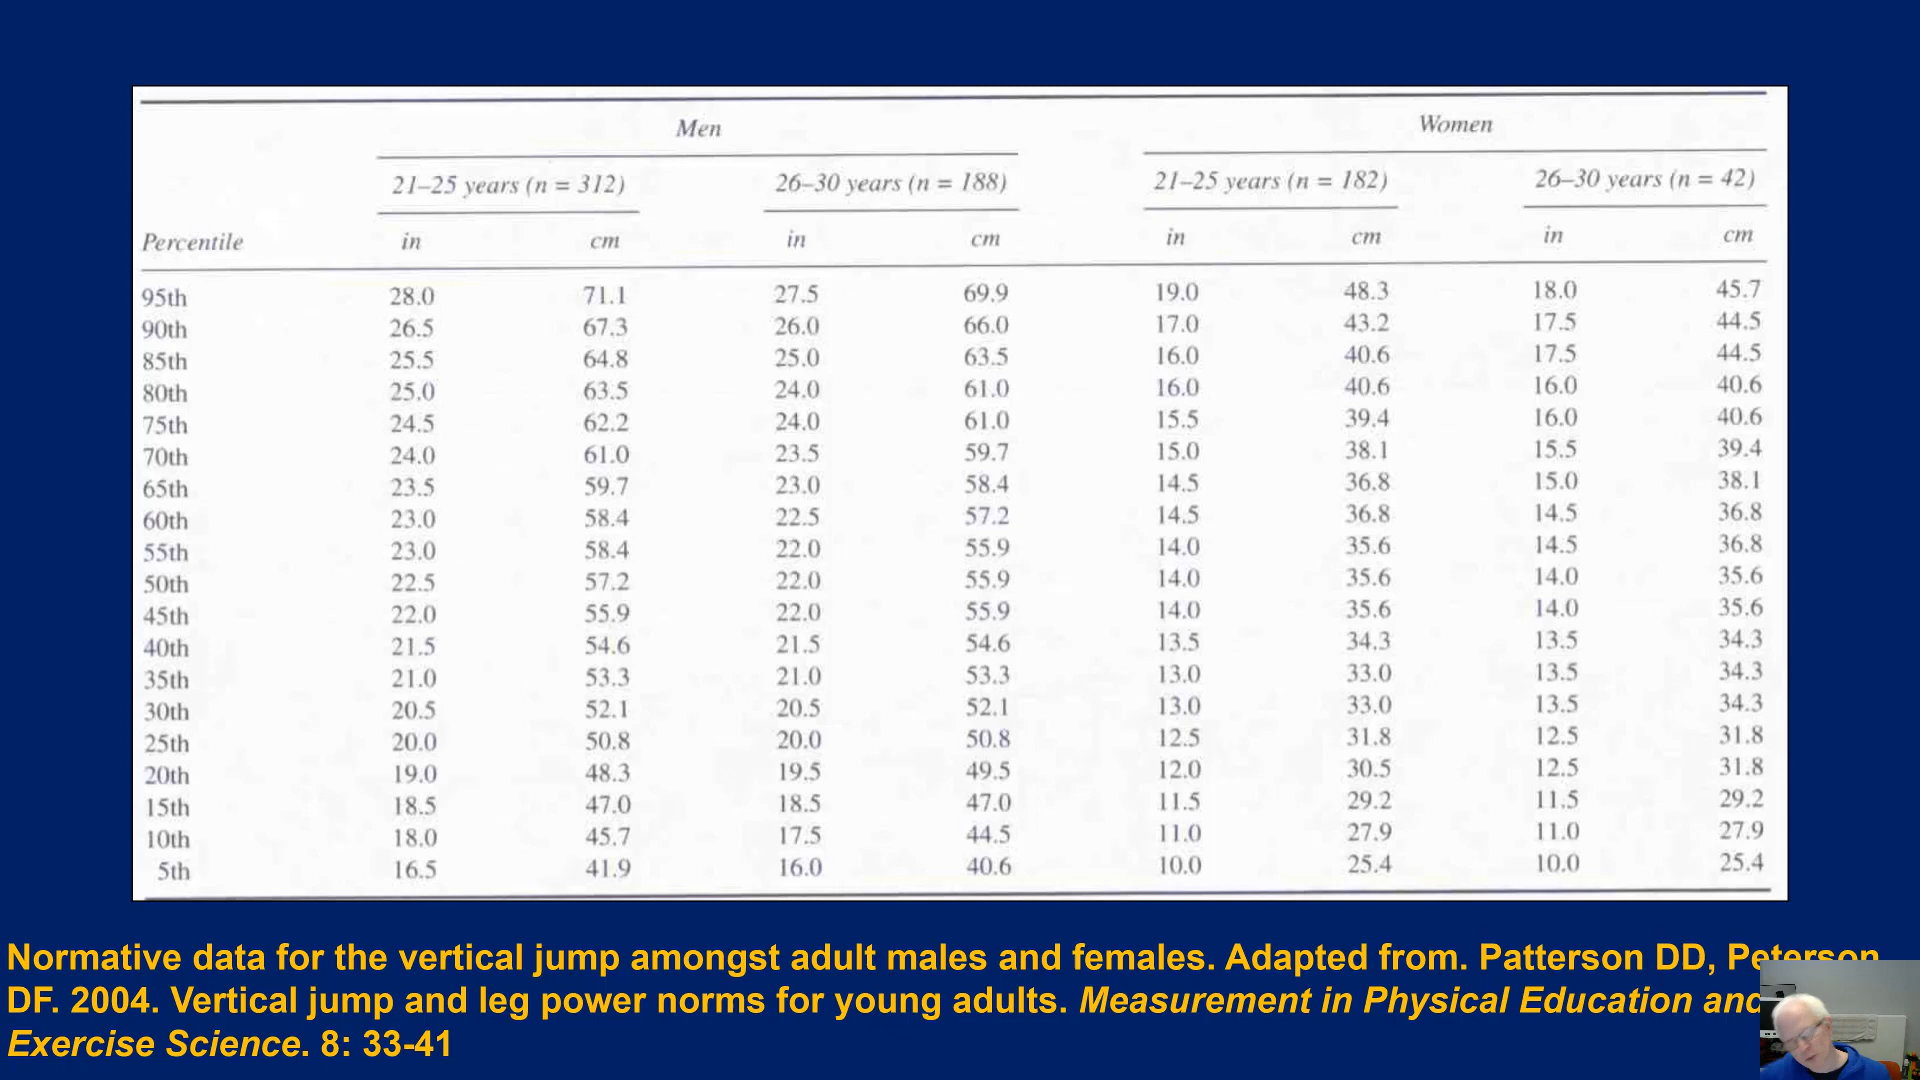 Men Women
21–25 years (n = 312) 26–30 years (n = 188) 21–25 years (n = 182) 26–30 years (n = 42)
Percentile in cm in cm in cm in cm
95th 28.0 71.1 27.5 69.9 19.0 48.3 18.0 45.7
90th 26.5 67.3 26.0 66.0 17.0 43.2 17.5 44.5
85th 25.5 64.8 25.0 63.5 16.0 40.6 17.5 44.5
80th 25.0 63.5 24.0 61.0 16.0 40.6 16.0 40.6
75th 24.5 62.2 24.0 61.0 15.5 39.4 16.0 40.6
70th 24.0 61.0 23.5 59.7 15.0 38.1 15.5 39.4
65th 23.5 59.7 23.0 58.4 14.5 36.8 15.0 38.1
60th 23.0 58.4 22.5 57.2 14.5 36.8 14.5 36.8
55th 23.0 58.4 22.0 55.9 14.0 35.6 14.5 36.8
50th 22.5 57.2 22.0 55.9 14.0 35.6 14.0 35.6
45th 22.0 55.9 22.0 55.9 14.0 35.6 14.0 35.6
40th 21.5 54.6 21.5 54.6 13.5 34.3 13.5 34.3
35th 21.0 53.3 21.0 53.3 13.0 33.0 13.5 34.3
30th 20.5 52.1 20.5 52.1 13.0 33.0 13.5 34.3
25th 20.0 50.8 20.0 50.8 12.5 31.8 12.5 31.8
20th 19.0 48.3 19.5 49.5 12.0 30.5 12.5 31.8
15th 18.5 47.0 18.5 47.0 11.5 29.2 11.5 29.2
10th 18.0 45.7 17.5 44.5 11.0 27.9 11.0 27.9
5th 16.5 41.9 16.0 40.6 10.0 25.4 10.0 25.4
Normative data for the vertical jump amongst adult males and females. Adapted from. Patterson DD, Peterson
DF. 2004. Vertical jump and leg power norms for young adults. Measurement in Physical Education and
Exercise Science. 8: 33-41